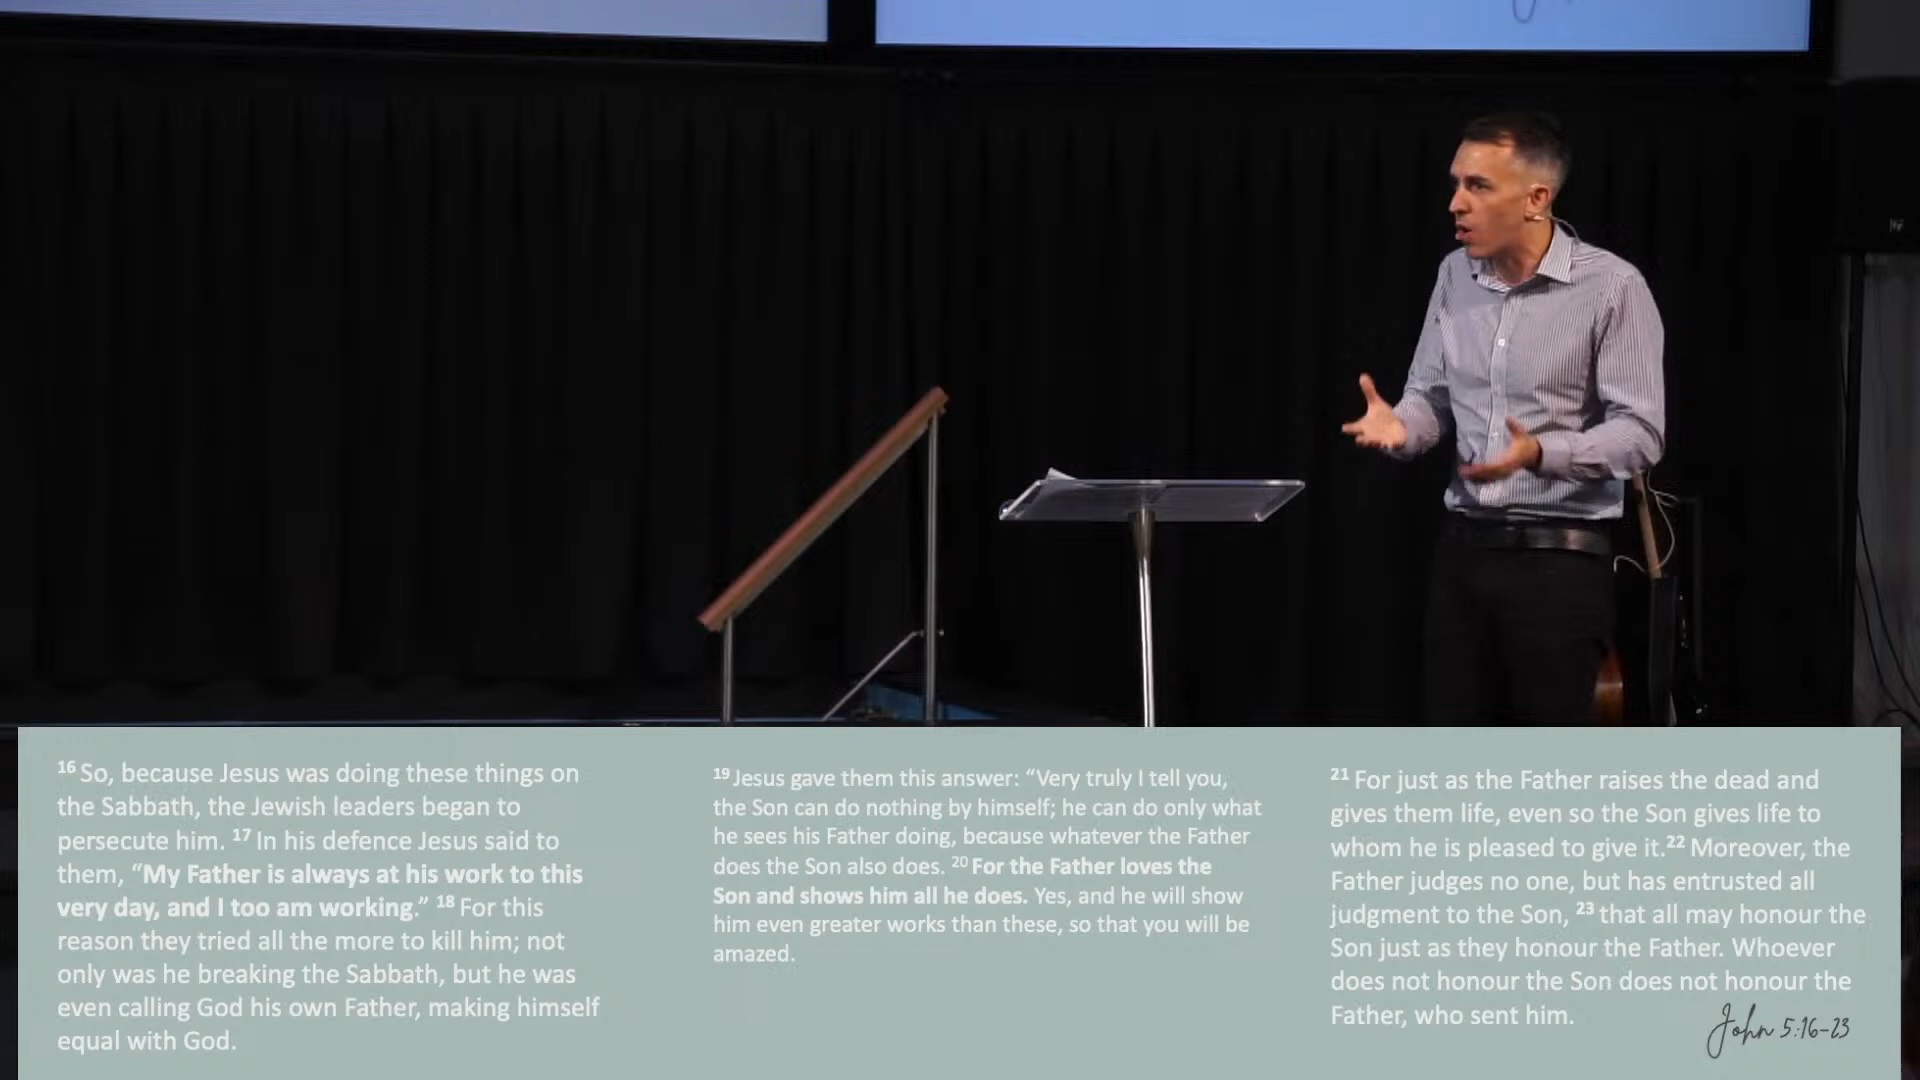 16 So, because Jesus was doing these things on
the Sabbath, the Jewish leaders began to
persecute him. 17 In his defence Jesus said to
them, “My Father is always at his work to this
very day, and I too am working.” 18 For this
reason they tried all the more to kill him; not
only was he breaking the Sabbath, but he was
even calling God his own Father, making himself
equal with God.
19 Jesus gave them this answer: “Very truly I tell you,
the Son can do nothing by himself; he can do only what
he sees his Father doing, because whatever the Father
does the Son also does. 20 For the Father loves the
Son and shows him all he does. Yes, and he will show
him even greater works than these, so that you will be
amazed.
21 For just as the Father raises the dead and
gives them life, even so the Son gives life to
whom he is pleased to give it.22 Moreover, the
Father judges no one, but has entrusted all
judgment to the Son, 23 that all may honour the
Son just as they honour the Father. Whoever
does not honour the Son does not honour the
Father, who sent him.
John 5:16-23